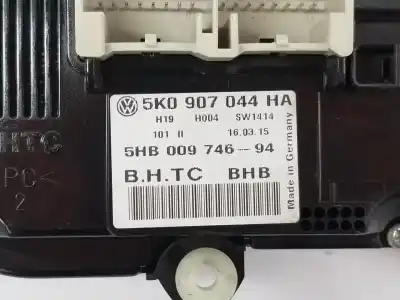 5K0 907 044 HA
H19 H004 SW1414
101 II 16.03.15
5HB 009 746-94
B.H.TC BHB
Made in Germany
HTC
PC<
2